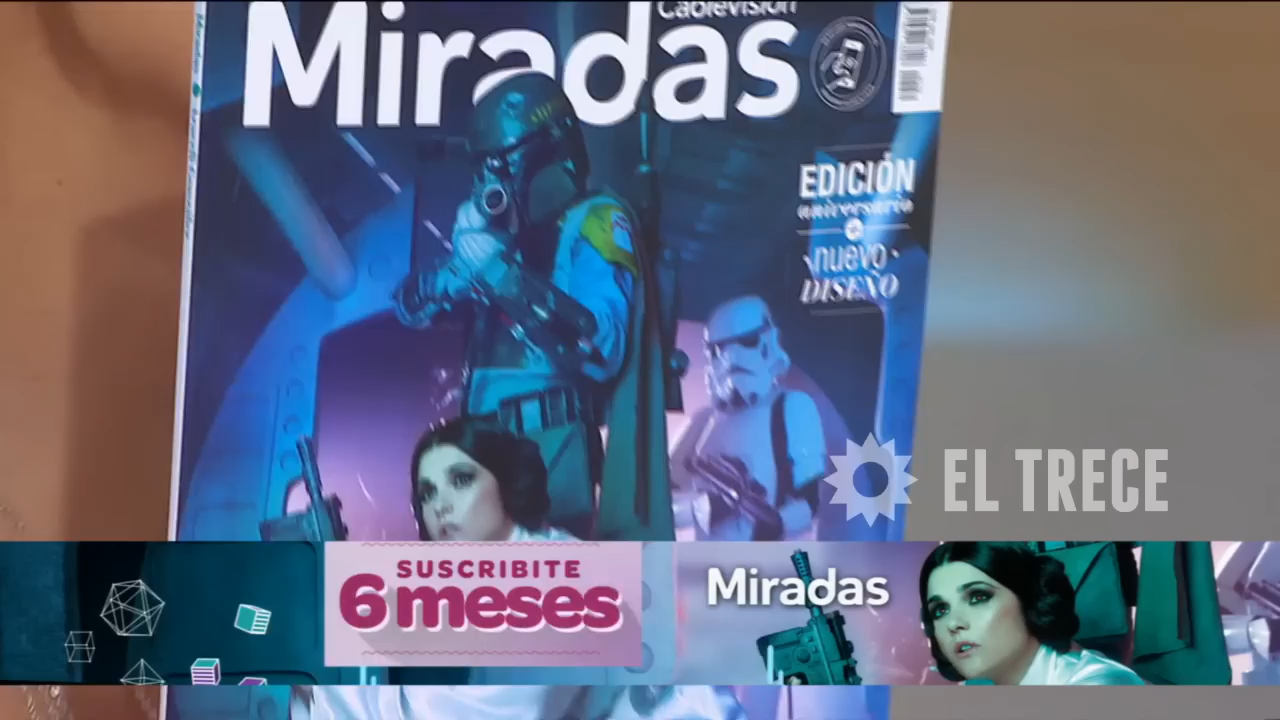 Cablevisión
Miradas
EDICIÓN
aniversario
+
nuevo
DISEÑO
EL TRECE
SUSCRIBITE
6 meses
Miradas